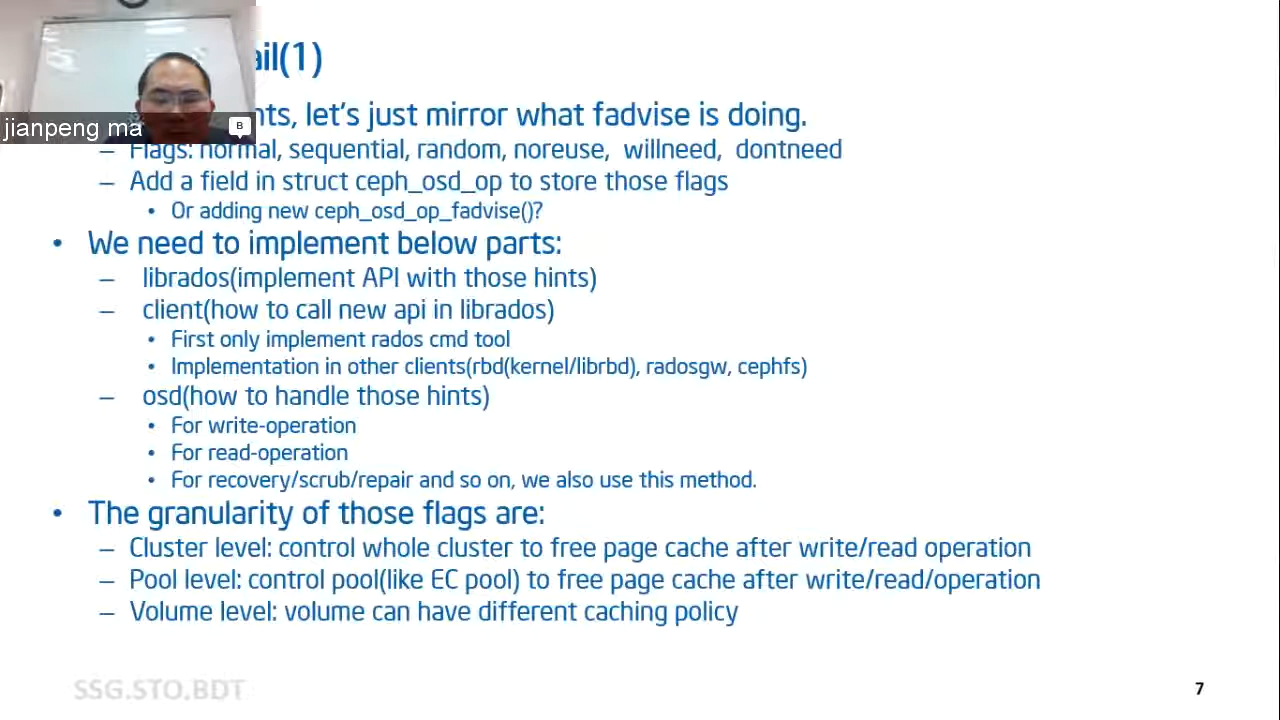 ail(1)
nts, let's just mirror what fadvise is doing.
jianpeng ma
B
– Flags: normal, sequential, random, noreuse, willneed, dontneed
– Add a field in struct ceph_osd_op to store those flags
• Or adding new ceph_osd_op_fadvise()?
• We need to implement below parts:
– librados(implement API with those hints)
– client(how to call new api in librados)
• First only implement rados cmd tool
• Implementation in other clients(rbd(kernel/librbd), radosgw, cephfs)
– osd(how to handle those hints)
• For write-operation
• For read-operation
• For recovery/scrub/repair and so on, we also use this method.
• The granularity of those flags are:
– Cluster level: control whole cluster to free page cache after write/read operation
– Pool level: control pool(like EC pool) to free page cache after write/read/operation
– Volume level: volume can have different caching policy
SSG.STO.BDT
7